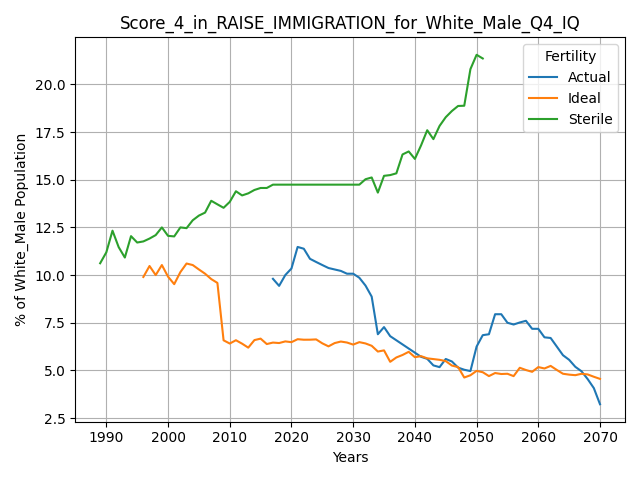 Score_4_in_RAISE_IMMIGRATION_for_White_Male_Q4_IQ
Fertility
Actual
Ideal
Sterile
% of White_Male Population
20.0
17.5
15.0
12.5
10.0
7.5
5.0
2.5
1990 2000 2010 2020 2030 2040 2050 2060 2070
Years